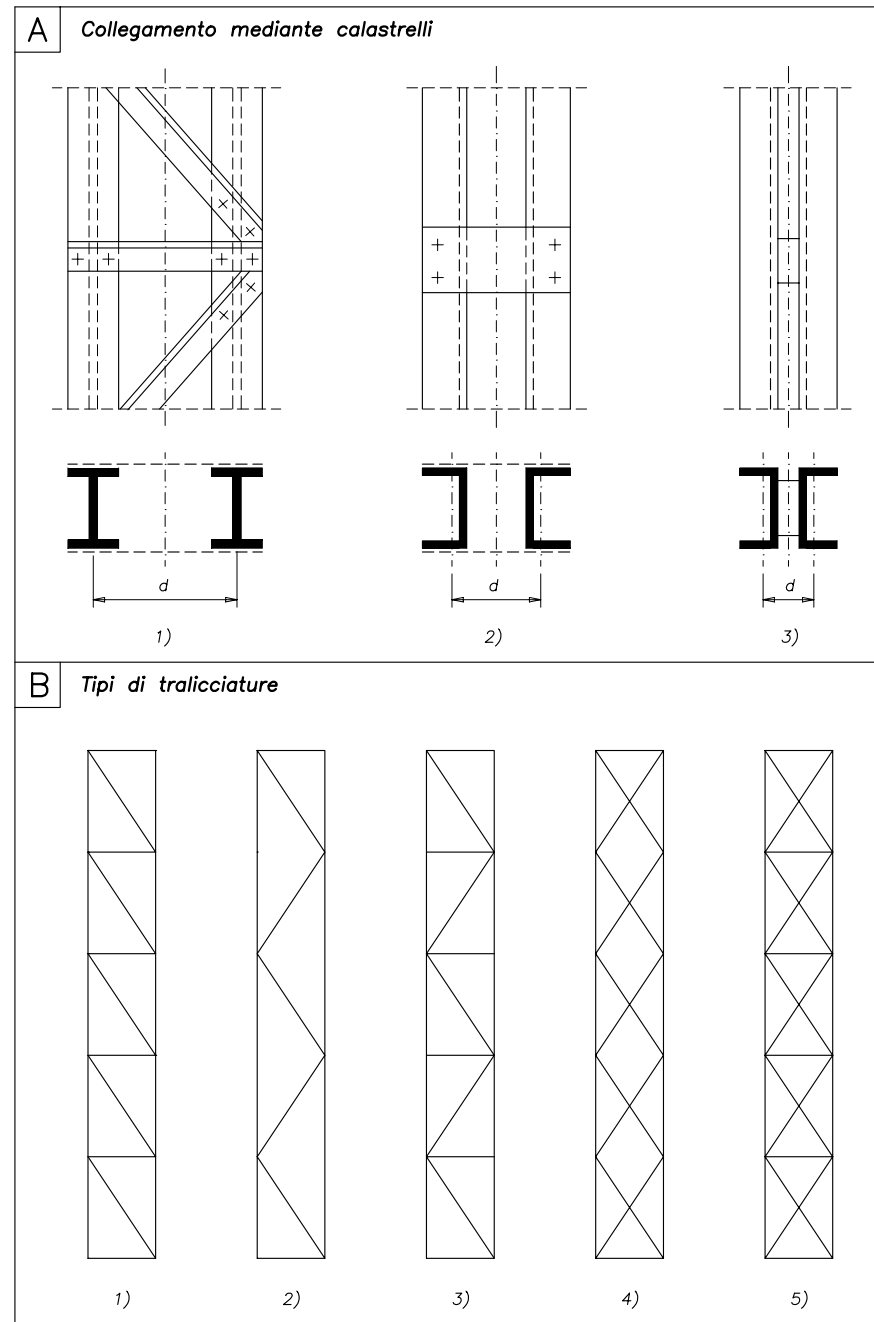 A Collegamento mediante calastrelli
d d d
1) 2) 3)
B Tipi di tralicciature
1) 2) 3) 4) 5)